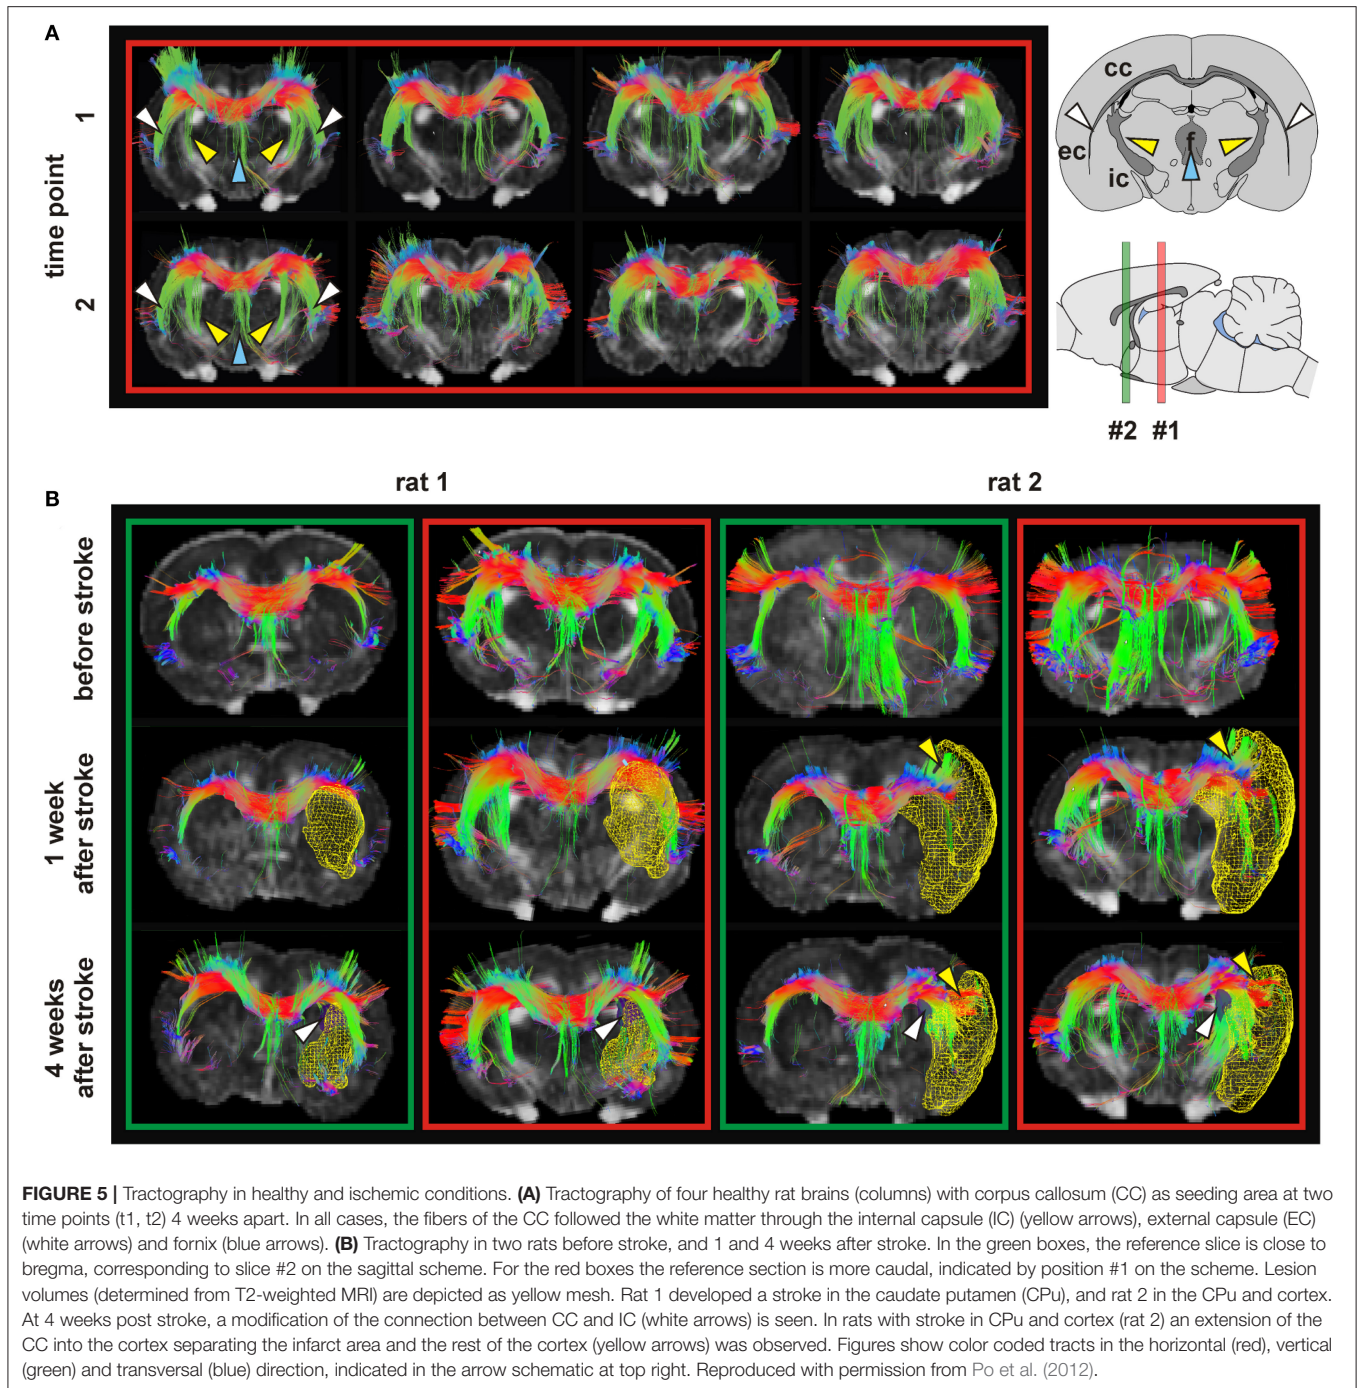 A
1
time point
2
cc
ec
f
ic
#2 #1
B
rat 1
rat 2
before stroke
1 week
after stroke
4 weeks
after stroke
FIGURE 5 | Tractography in healthy and ischemic conditions. (A) Tractography of four healthy rat brains (columns) with corpus callosum (CC) as seeding area at two
time points (t1, t2) 4 weeks apart. In all cases, the fibers of the CC followed the white matter through the internal capsule (IC) (yellow arrows), external capsule (EC)
(white arrows) and fornix (blue arrows). (B) Tractography in two rats before stroke, and 1 and 4 weeks after stroke. In the green boxes, the reference slice is close to
bregma, corresponding to slice #2 on the sagittal scheme. For the red boxes the reference section is more caudal, indicated by position #1 on the scheme. Lesion
volumes (determined from T2-weighted MRI) are depicted as yellow mesh. Rat 1 developed a stroke in the caudate putamen (CPu), and rat 2 in the CPu and cortex.
At 4 weeks post stroke, a modification of the connection between CC and IC (white arrows) is seen. In rats with stroke in CPu and cortex (rat 2) an extension of the
CC into the cortex separating the infarct area and the rest of the cortex (yellow arrows) was observed. Figures show color coded tracts in the horizontal (red), vertical
(green) and transversal (blue) direction, indicated in the arrow schematic at top right. Reproduced with permission from Po et al. (2012).